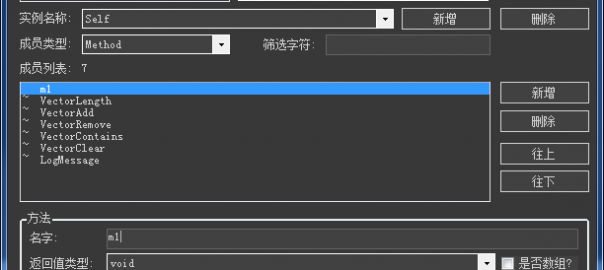 实例名称: Self 新增 删除
成员类型: Method 筛选字符:
成员列表: 7
m1 新增
~ VectorLength
~ VectorAdd 删除
~ VectorRemove
~ VectorContains 往上
~ VectorClear
~ LogMessage 往下
方法
名字: m1
返回值类型: void 是否数组?